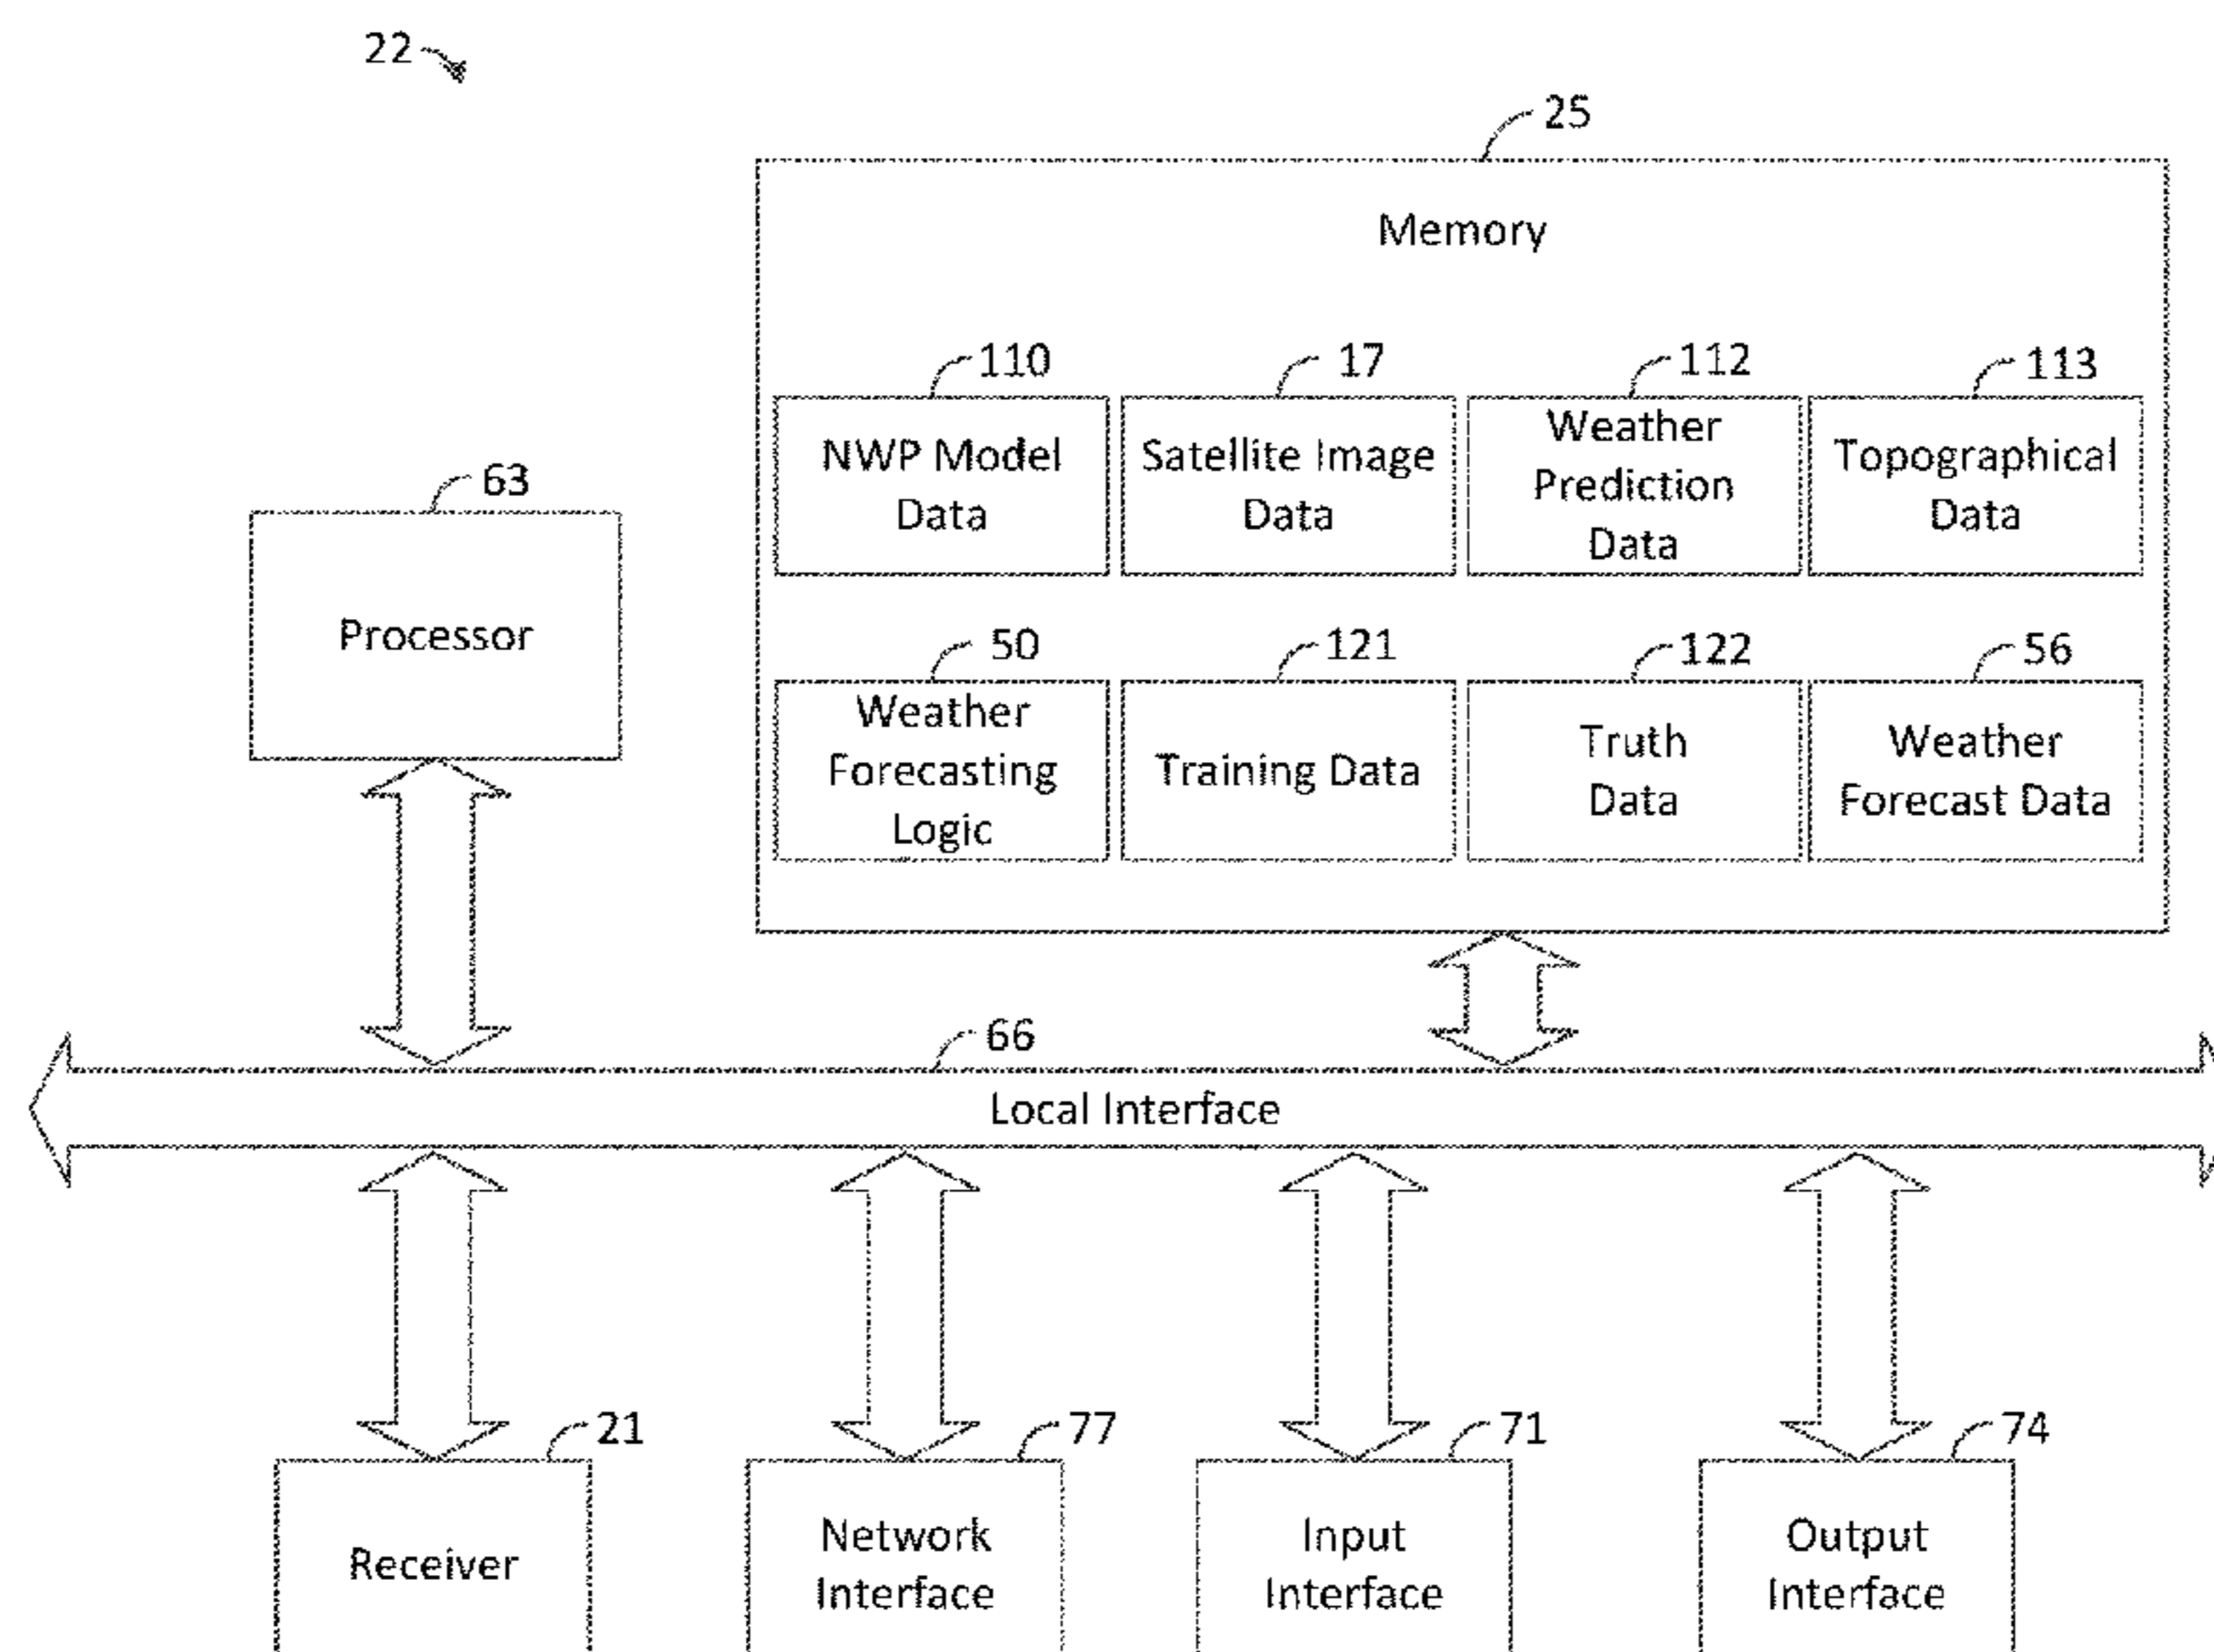 22
25
Memory
110
17
112
113
NWP Model
Data
Satellite Image
Data
Weather
Prediction
Data
Topographical
Data
63
Processor
50
121
122
56
Weather
Forecasting
Logic
Training Data
Truth
Data
Weather
Forecast Data
66
Local Interface
21
77
71
74
Receiver
Network
Interface
Input
Interface
Output
Interface